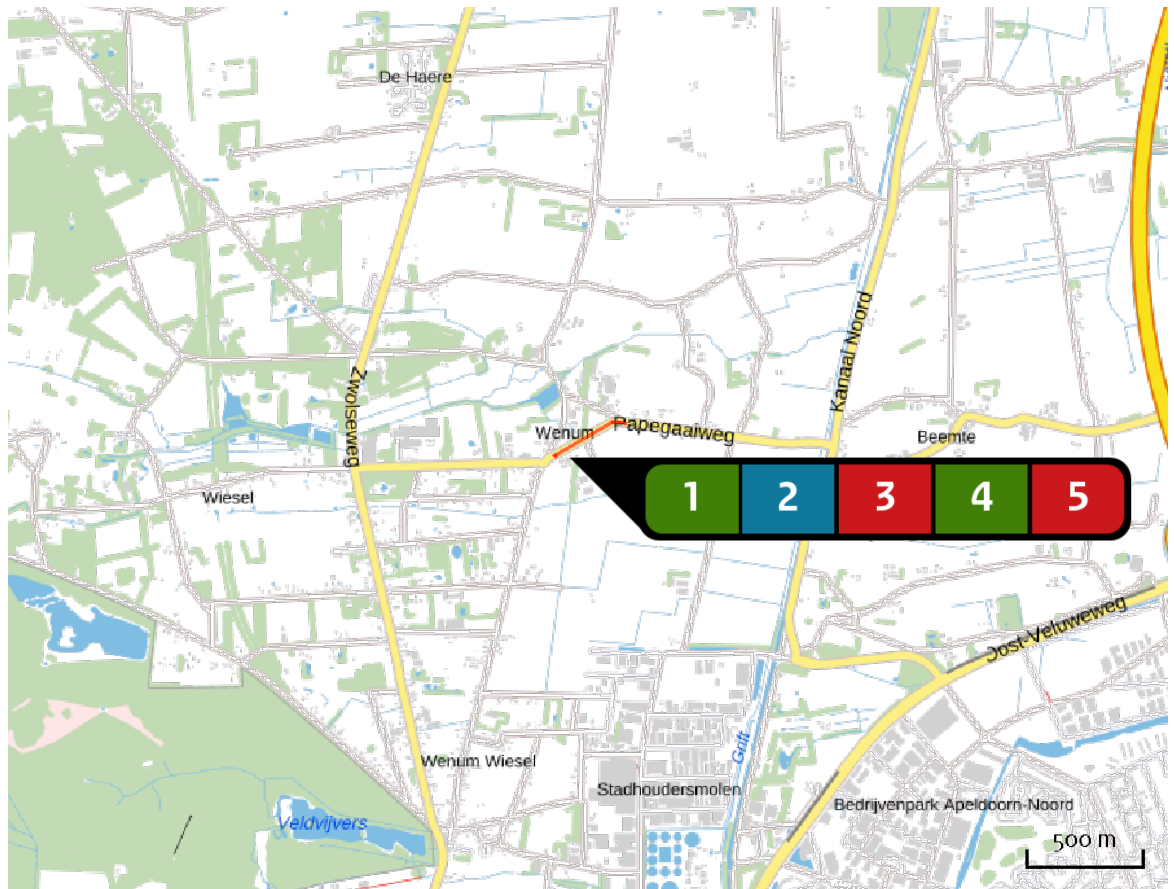 De Haere
Kanaal Noord
Zwolseweg
Wenum
Papegaaiweg
Beemte
Wiesel
1 2 3 4 5
Oost-Veluweweg
Grift
Wenum Wiesel
Stadhoudersmolen
Bedrijvenpark Apeldoorn-Noord
Veldvijvers
500 m